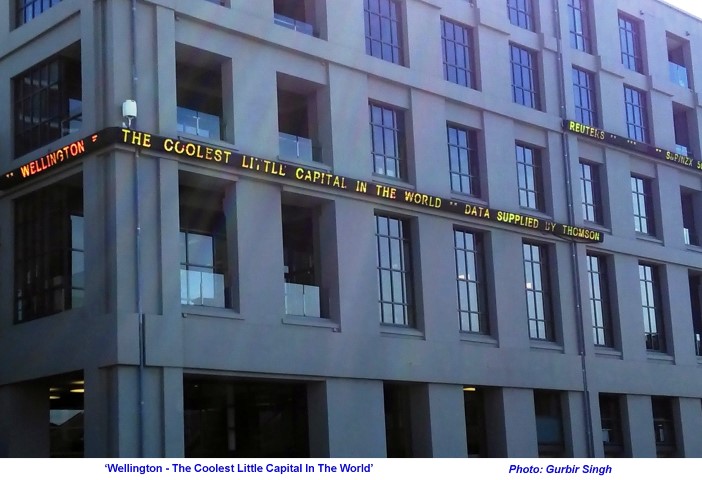 ** WELLINGTON = THE COOLEST LITTLE CAPITAL IN THE WORLD ** DATA SUPPLIED BY THOMSON
REUTERS ** *** ** S&PNZX
'Wellington - The Coolest Little Capital In The World'
Photo: Gurbir Singh